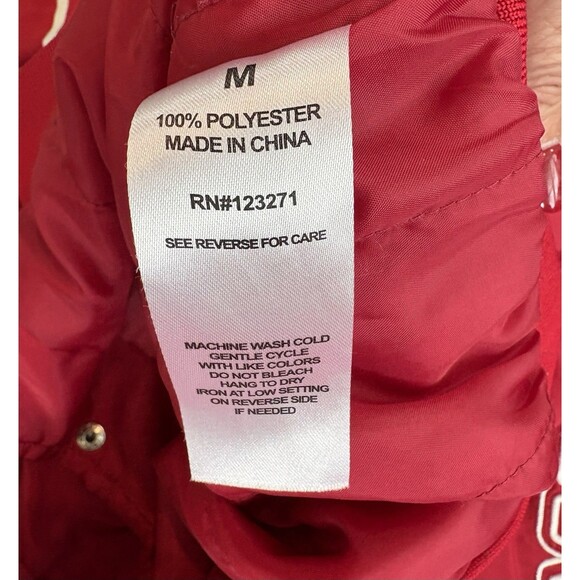 M
100% POLYESTER
MADE IN CHINA
RN#123271
SEE REVERSE FOR CARE
MACHINE WASH COLD
GENTLE CYCLE
WITH LIKE COLORS
DO NOT BLEACH
HANG TO DRY
IRON AT LOW SETTING
ON REVERSE SIDE
IF NEEDED